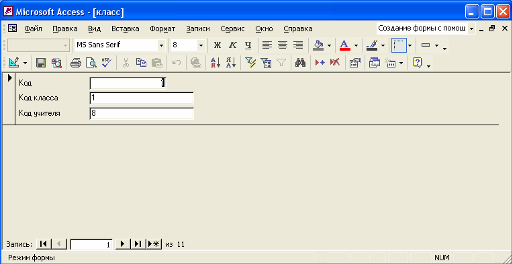 Microsoft Access - [класс]
Файл Правка Вид Вставка Формат Записи Сервис Окно Справка Создание формы с помощ
MS Sans Serif 8 Ж К Ч
Код 1
Код класса 1
Код учителя 8
Запись: 1 из 11
Режим формы NUM